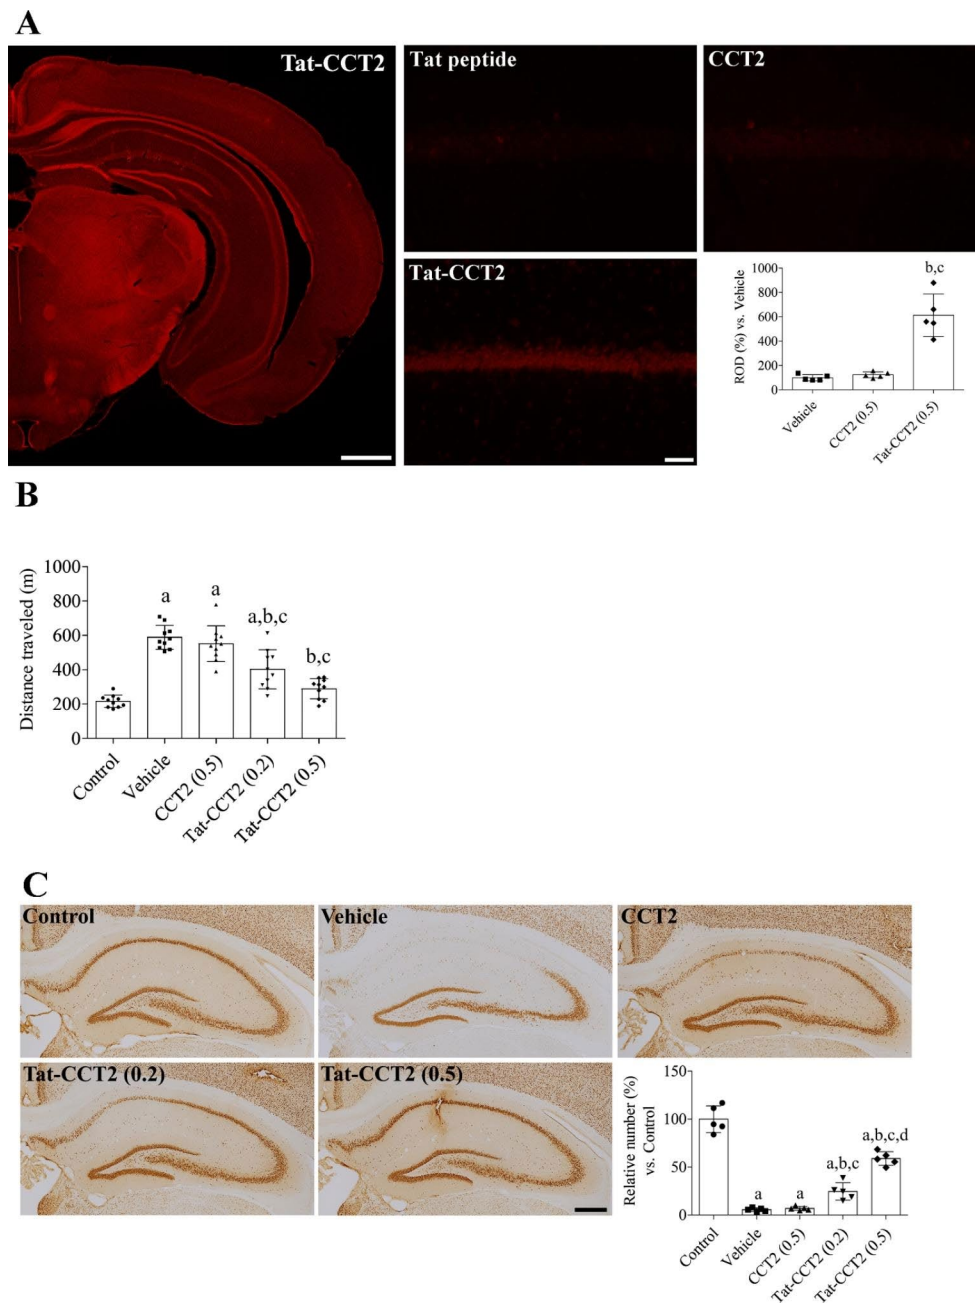 A
Tat-CCT2
Tat peptide
CCT2
Tat-CCT2
ROD (%) vs. Vehicle
1000
800
600
400
200
0
b,c
Vehicle
CCT2 (0.5)
Tat-CCT2 (0.5)
B
Distance traveled (m)
1000
800
600
400
200
0
a
a
a,b,c
b,c
Control
Vehicle
CCT2 (0.5)
Tat-CCT2 (0.2)
Tat-CCT2 (0.5)
C
Control
Vehicle
CCT2
Tat-CCT2 (0.2)
Tat-CCT2 (0.5)
Relative number (%)
vs. Control
150
100
50
0
a
a
a,b,c
a,b,c,d
Control
Vehicle
CCT2 (0.5)
Tat-CCT2 (0.2)
Tat-CCT2 (0.5)